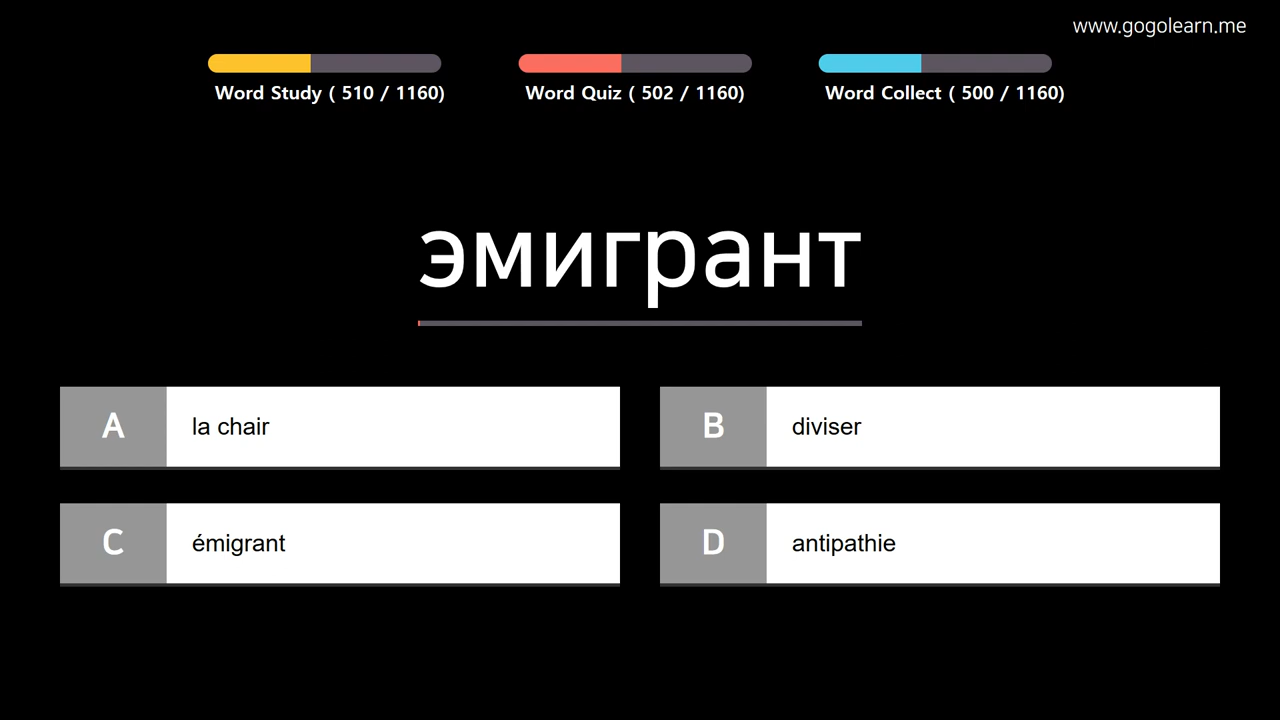 www.gogolearn.me
Word Study ( 510 / 1160)
Word Quiz ( 502 / 1160)
Word Collect ( 500 / 1160)
эмигрант
A la chair
B diviser
C émigrant
D antipathie